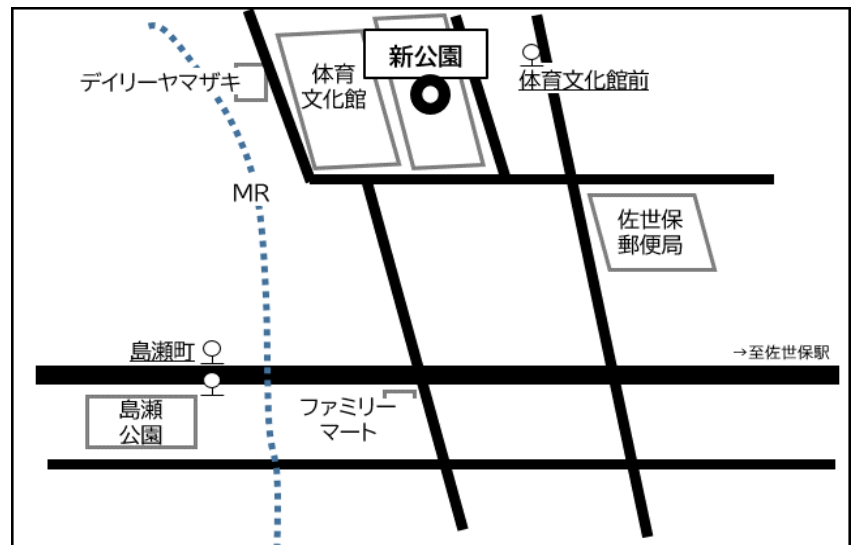 新公園
体育
文化館
デイリーヤマザキ
体育文化館前
MR
佐世保
郵便局
島瀬町
→至佐世保駅
島瀬
公園
ファミリー
マート